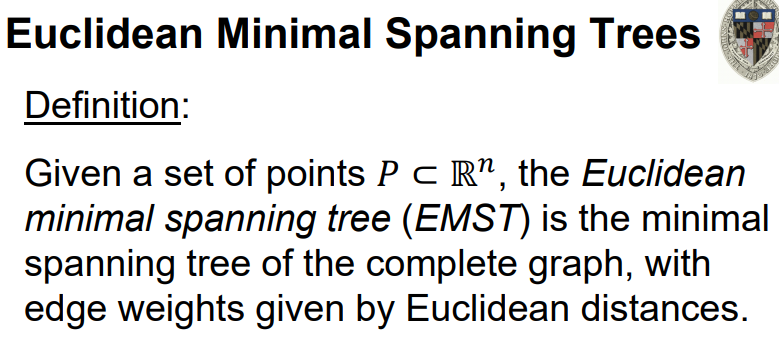 Euclidean Minimal Spanning Trees
Definition:
Given a set of points P ⊂ ℝⁿ, the Euclidean
minimal spanning tree (EMST) is the minimal
spanning tree of the complete graph, with
edge weights given by Euclidean distances.